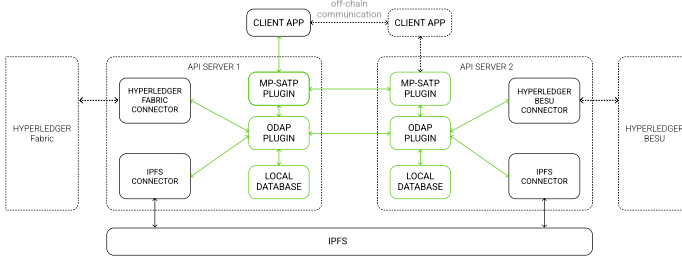 off-chain
communication
CLIENT APP
CLIENT APP
API SERVER 1
API SERVER 2
HYPERLEDGER
FABRIC
CONNECTOR
MP-SATP
PLUGIN
MP-SATP
PLUGIN
HYPERLEDGER
BESU
CONNECTOR
HYPERLEDGER
Fabric
ODAP
PLUGIN
ODAP
PLUGIN
HYPERLEDGER
BESU
IPFS
CONNECTOR
LOCAL
DATABASE
LOCAL
DATABASE
IPFS
CONNECTOR
IPFS